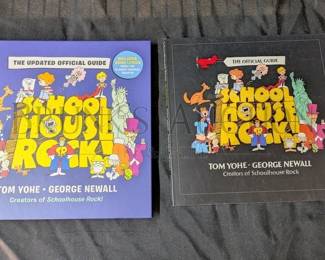 THE UPDATED OFFICIAL GUIDE
SCHOOL
HOUSE
ROCK!
TOM YOHE • GEORGE NEWALL
Creators of Schoolhouse Rock!
THE OFFICIAL GUIDE
SCHOOL
HOUSE
ROCK!
TOM YOHE • GEORGE NEWALL
Creators of Schoolhouse Rock